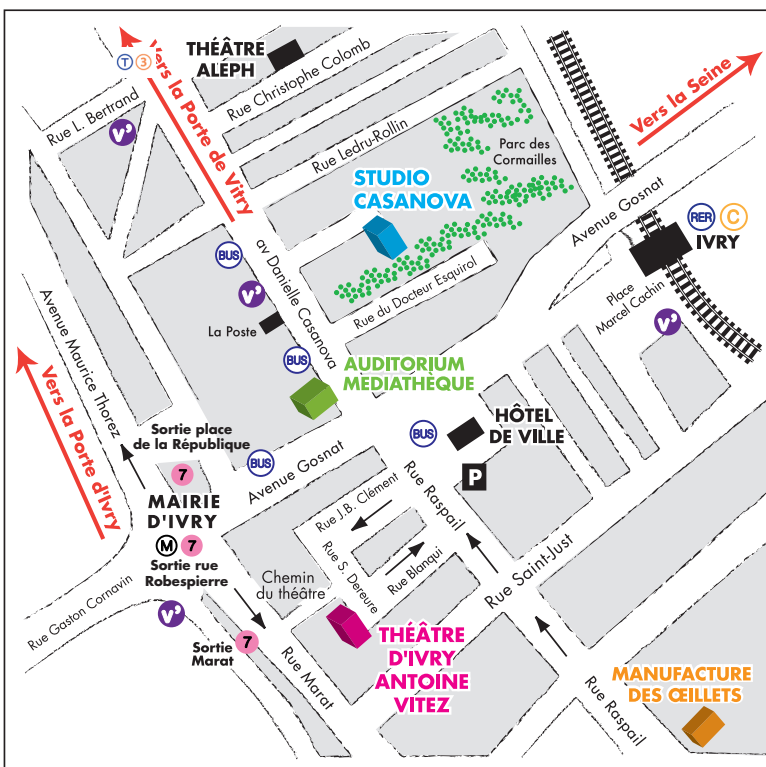 THÉÂTRE
ALEPH
Rue Christophe Colomb
T 3
Vers la Porte de Vitry
Rue L. Bertrand
V'
Rue Ledru-Rollin
Parc des
Cormailles
Vers la Seine
STUDIO
CASANOVA
Avenue Gosnat
RER C
IVRY
BUS
av Danielle Casanova
V'
La Poste
Rue du Docteur Esquirol
Place
Marcel Cachin
V'
Avenue Maurice Thorez
BUS
AUDITORIUM
MEDIATHÈQUE
Vers la Porte d'Ivry
Sortie place
de la République
7
BUS
Avenue Gosnat
BUS
HÔTEL
DE VILLE
P
MAIRIE
D'IVRY
M 7
Sortie rue
Robespierre
Rue J.B. Clément
Rue Raspail
Rue S. Dereure
Rue Blanqui
Rue Saint-Just
Chemin
du théâtre
Rue Gaston Cornavin
V'
Sortie
Marat
7
Rue Marat
THÉÂTRE
D'IVRY
ANTOINE
VITEZ
Rue Raspail
MANUFACTURE
DES ŒILLETS